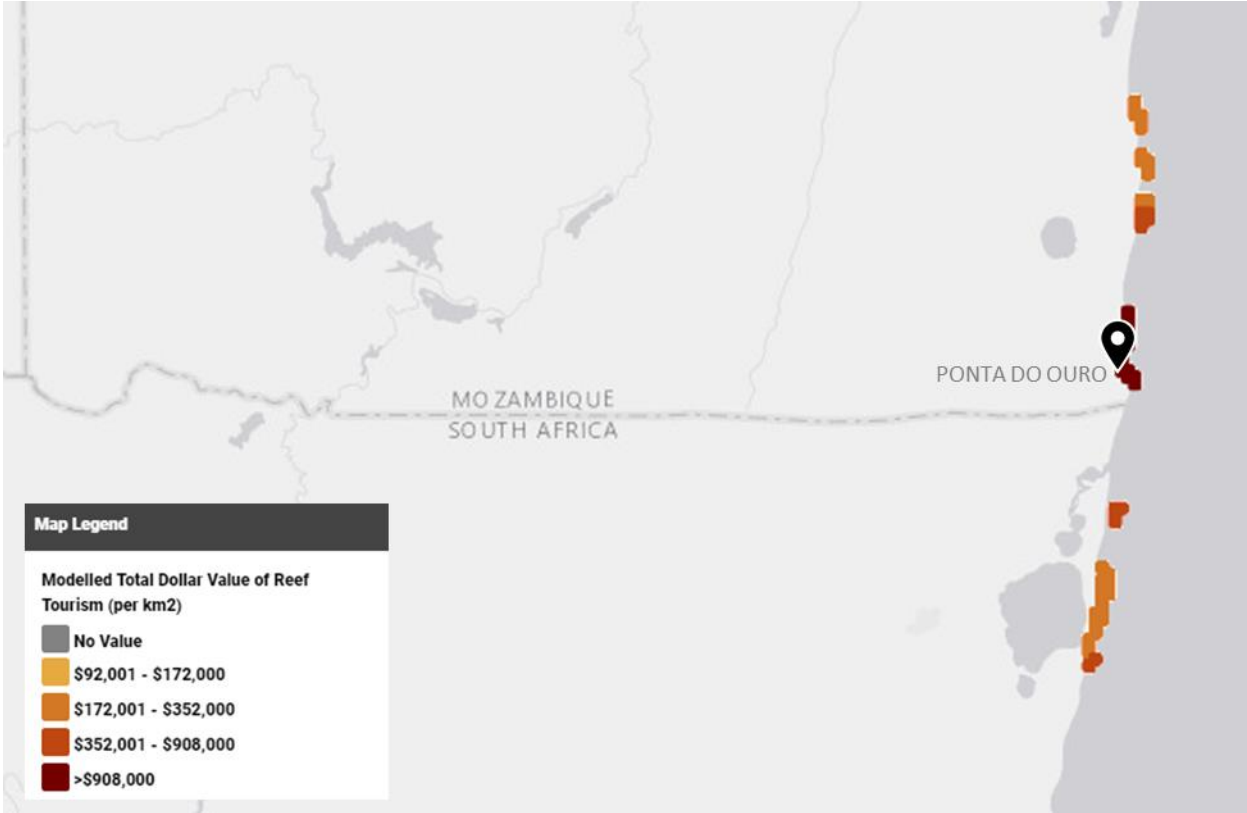 PONTA DO OURO
MOZAMBIQUE
SOUTH AFRICA
Map Legend
Modelled Total Dollar Value of Reef
Tourism (per km2)
No Value
$92,001 - $172,000
$172,001 - $352,000
$352,001 - $908,000
>$908,000